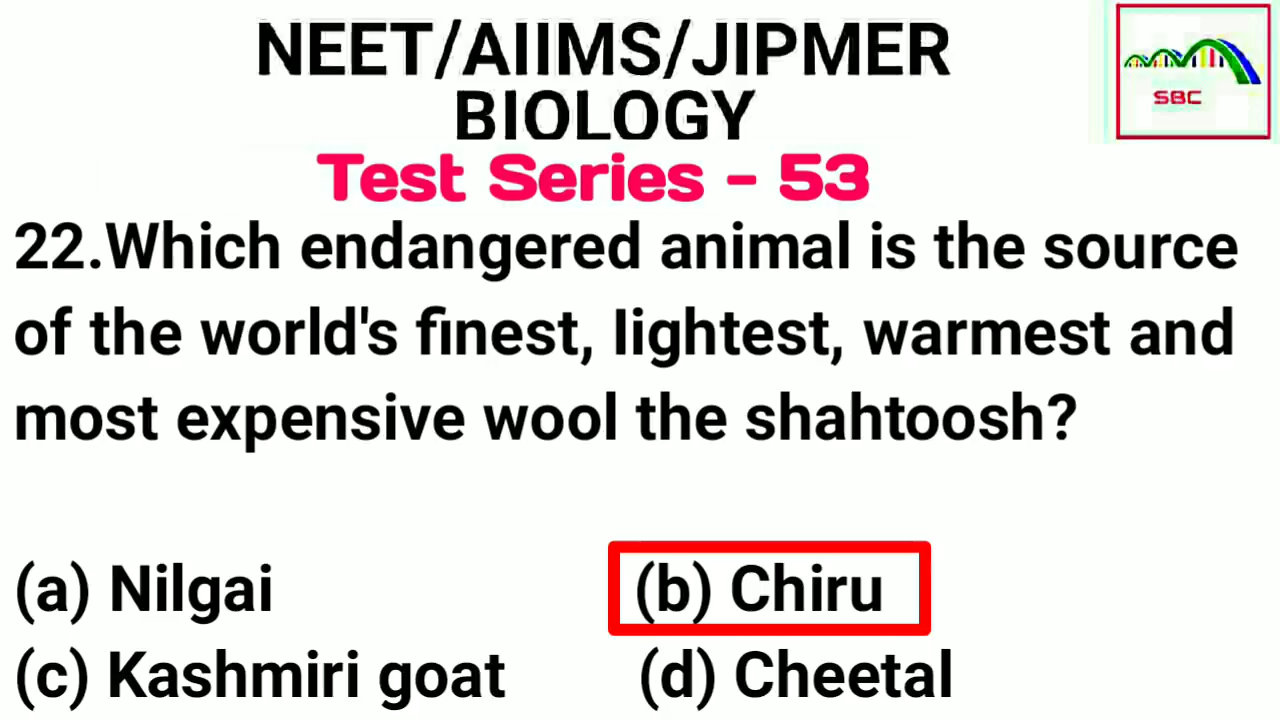 NEET/AIIMS/JIPMER
BIOLOGY
SBC
Test Series - 53
22.Which endangered animal is the source
of the world's finest, lightest, warmest and
most expensive wool the shahtoosh?
(a) Nilgai (b) Chiru
(c) Kashmiri goat (d) Cheetal